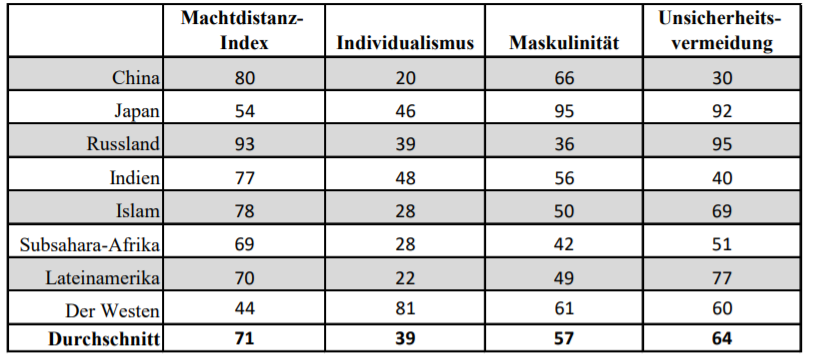 Machtdistanz-Index Individualismus Maskulinität Unsicherheits-vermeidung
China 80 20 66 30
Japan 54 46 95 92
Russland 93 39 36 95
Indien 77 48 56 40
Islam 78 28 50 69
Subsahara-Afrika 69 28 42 51
Lateinamerika 70 22 49 77
Der Westen 44 81 61 60
Durchschnitt 71 39 57 64